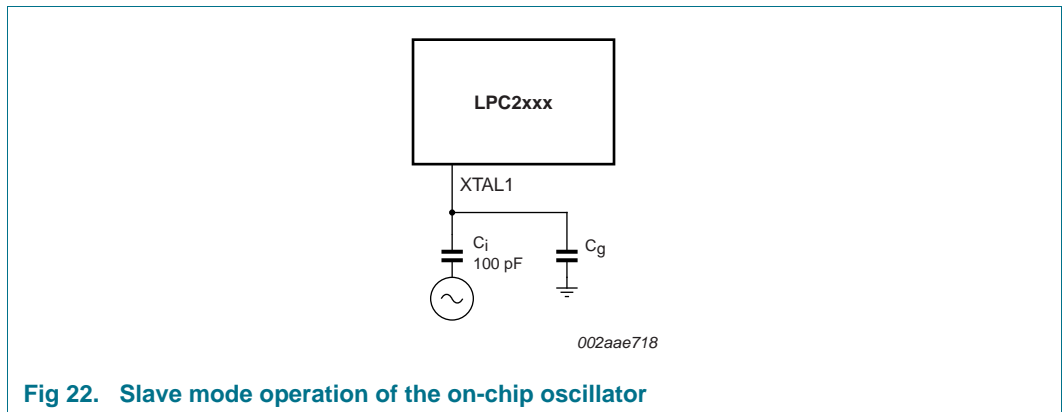 LPC2xxx
XTAL1
Ci
100 pF
Cg
002aae718
Fig 22. Slave mode operation of the on-chip oscillator